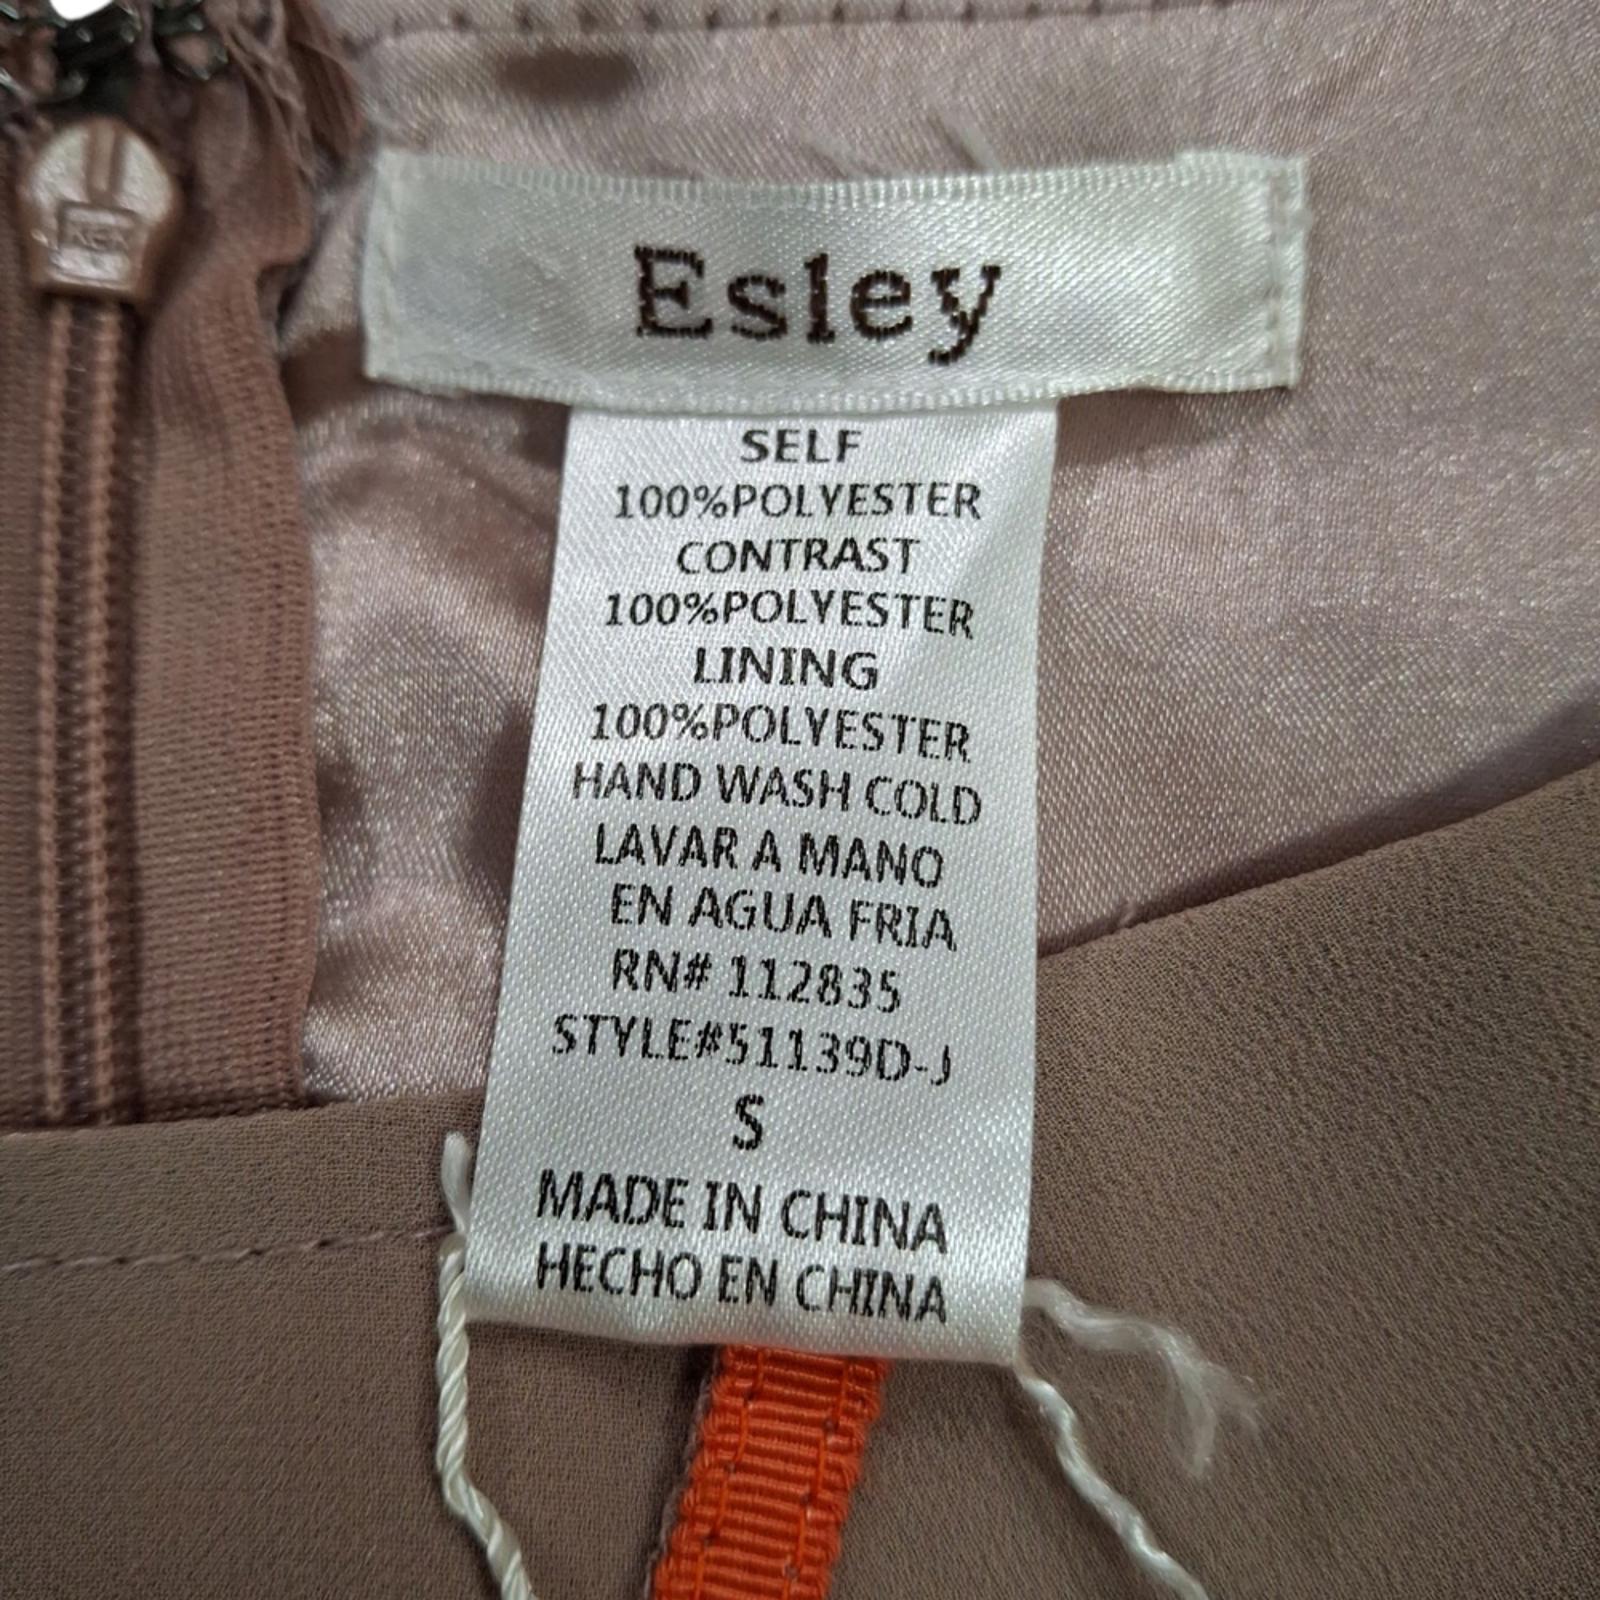 Esley
SELF
100%POLYESTER
CONTRAST
100%POLYESTER
LINING
100%POLYESTER
HAND WASH COLD
LAVAR A MANO
EN AGUA FRIA
RN# 112835
STYLE#51139D-J
S
MADE IN CHINA
HECHO EN CHINA